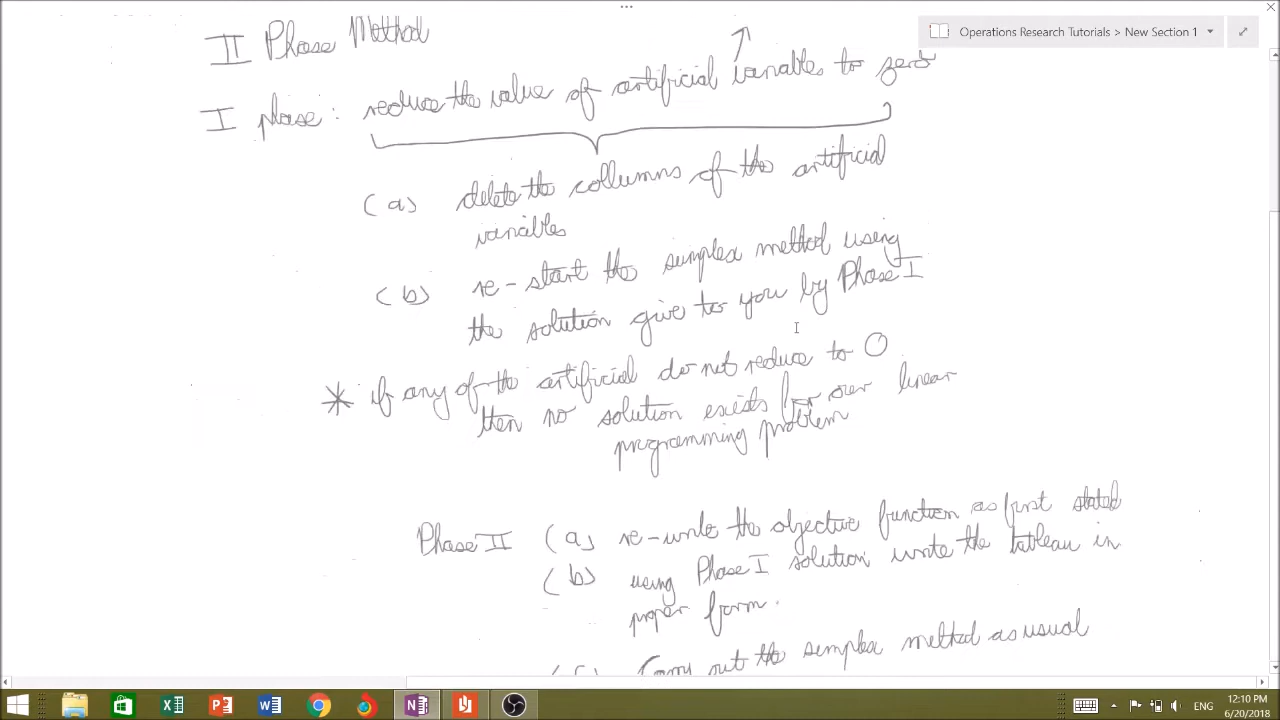 Operations Research Tutorials > New Section 1
II Phase Method
I phase: reduce the value of artificial variables to zero
(a) delete the collumns of the artificial
variables
(b) re-start the simplex method using
the solution give to you by Phase I
* if any of the artificial do not reduce to 0
then no solution exists for our linear
programming problem
Phase II (a) re-write the objective function as first stated
(b) using Phase I solution write the tableau in
proper form.
(c) Carry out the simplex method as usual
12:10 PM
ENG
6/20/2018